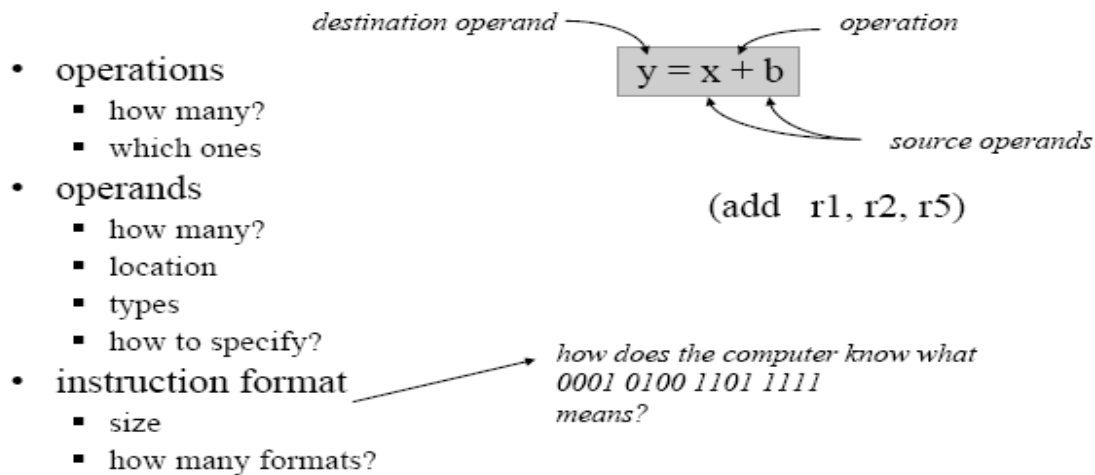 destination operand
operation
y = x + b
source operands
(add r1, r2, r5)
• operations
▪ how many?
▪ which ones
• operands
▪ how many?
▪ location
▪ types
▪ how to specify?
• instruction format
▪ size
▪ how many formats?
how does the computer know what
0001 0100 1101 1111
means?